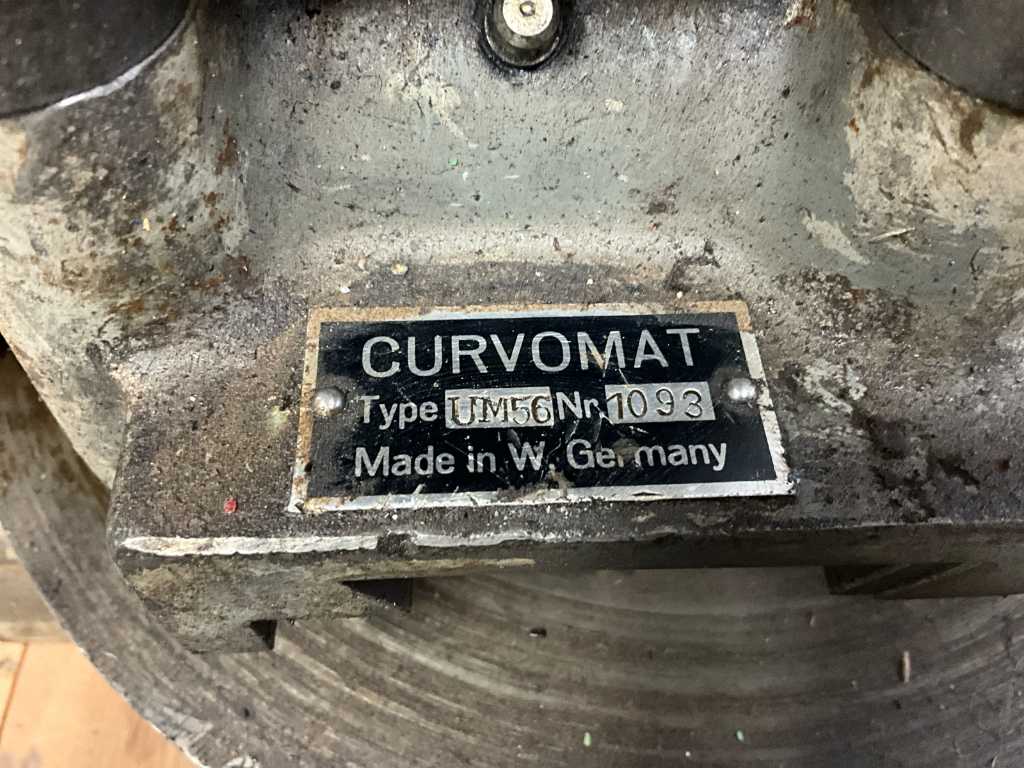 CURVOMAT
Type UM56 Nr. 1093
Made in W. Germany